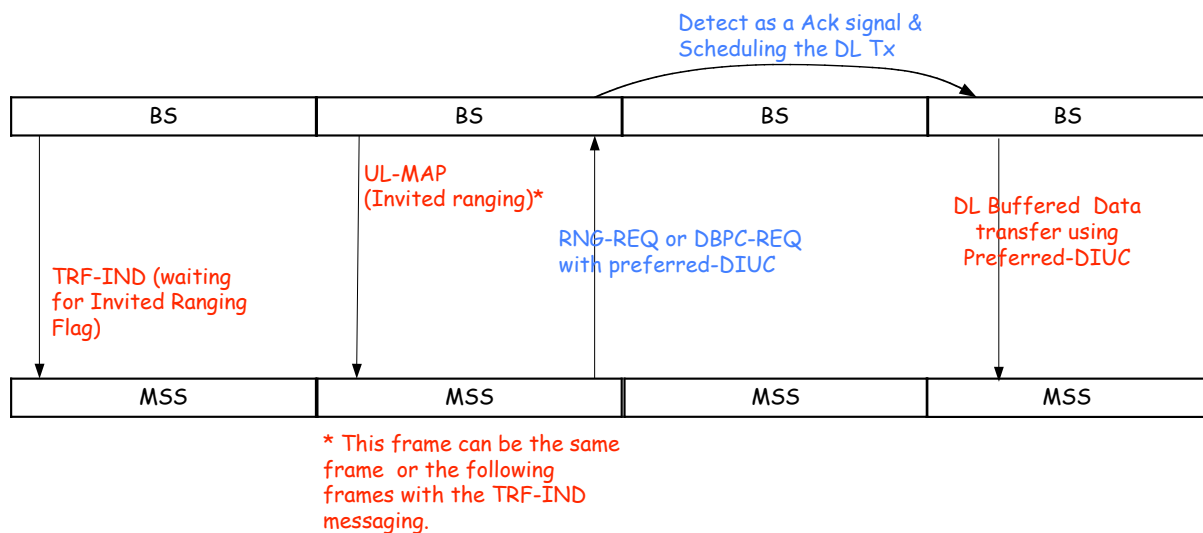 Detect as a Ack signal &
Scheduling the DL Tx
BS
BS
BS
BS
UL-MAP
(Invited ranging)*
DL Buffered Data
transfer using
Preferred-DIUC
RNG-REQ or DBPC-REQ
with preferred-DIUC
TRF-IND (waiting
for Invited Ranging
Flag)
MSS
MSS
MSS
MSS
* This frame can be the same
frame or the following
frames with the TRF-IND
messaging.